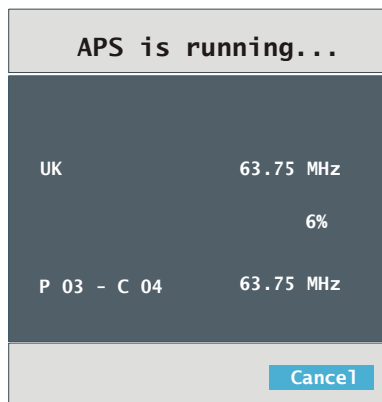 APS is running...
UK 63.75 MHz
6%
P 03 - C 04 63.75 MHz
Cancel